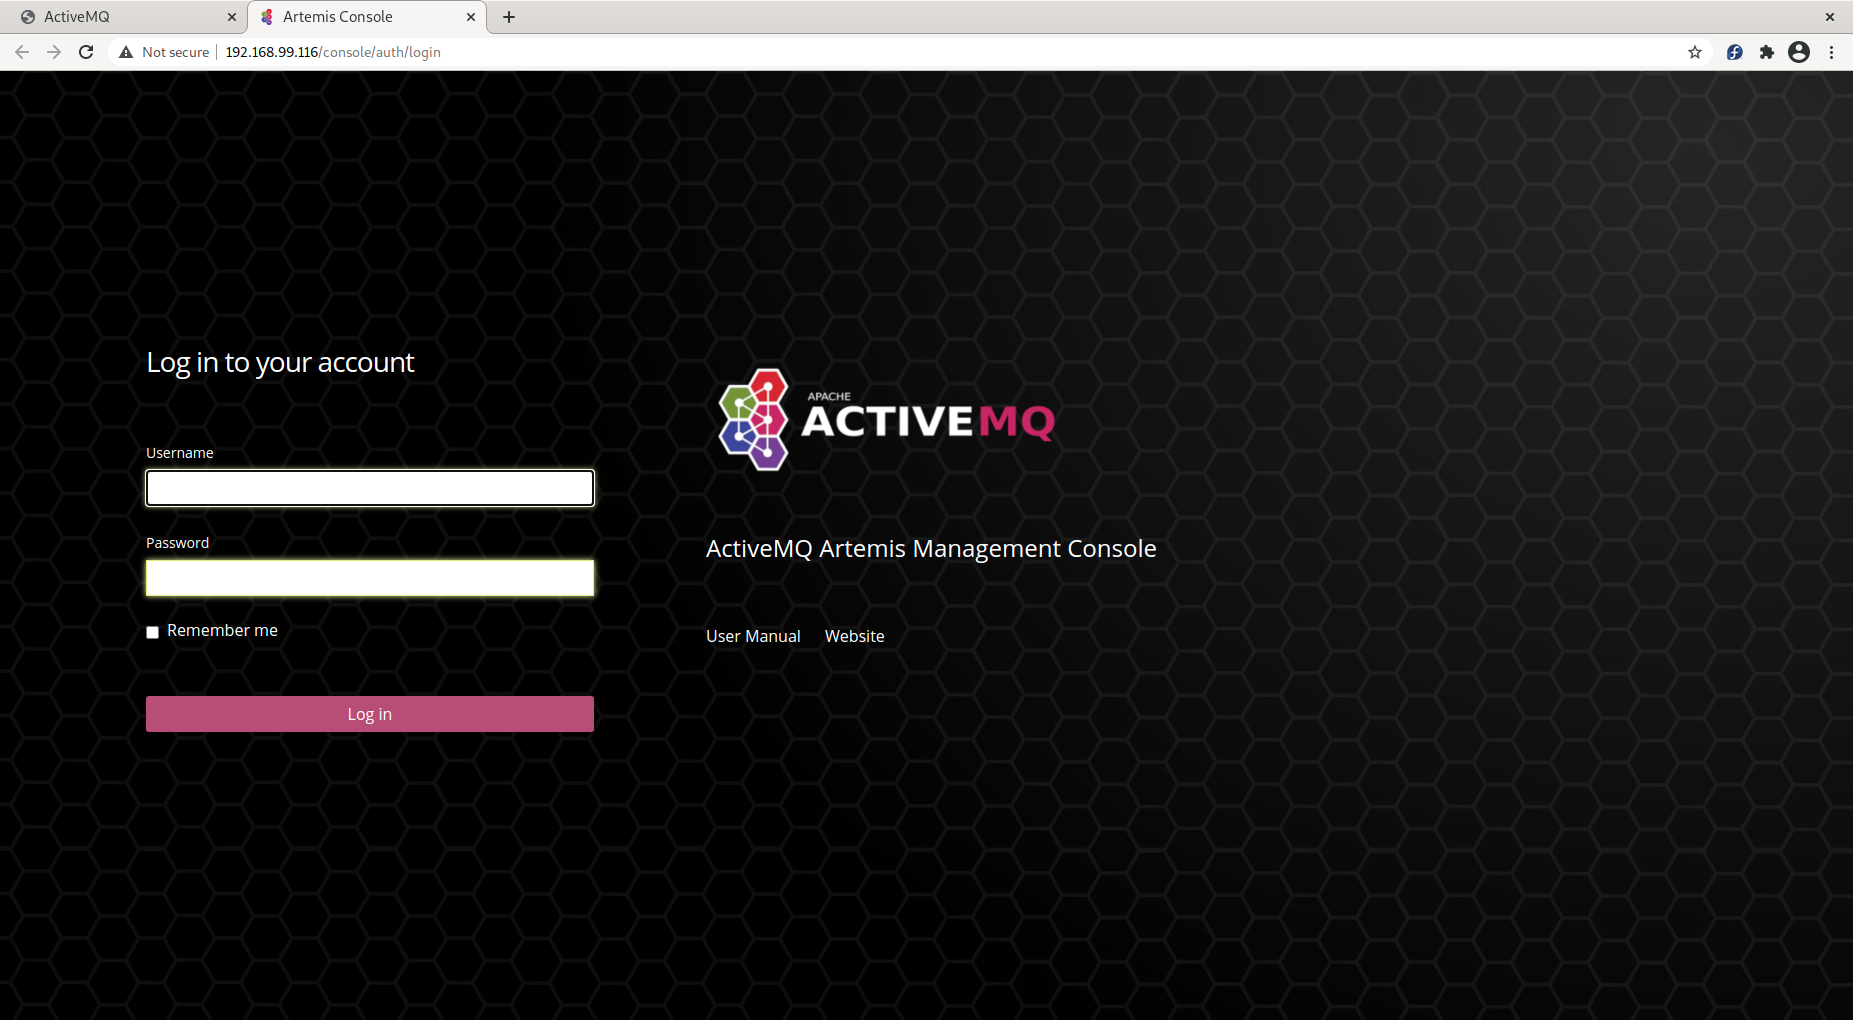 ActiveMQ
Artemis Console
Not secure
192.168.99.116/console/auth/login
Log in to your account
Username
Password
Remember me
Log in
APACHE
ACTIVEMQ
ActiveMQ Artemis Management Console
User Manual Website